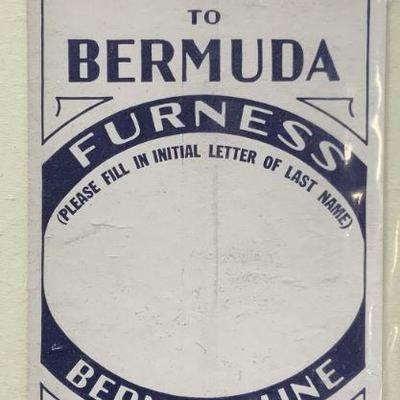 TO
BERMUDA
FURNESS
(PLEASE FILL IN INITIAL LETTER OF LAST NAME)